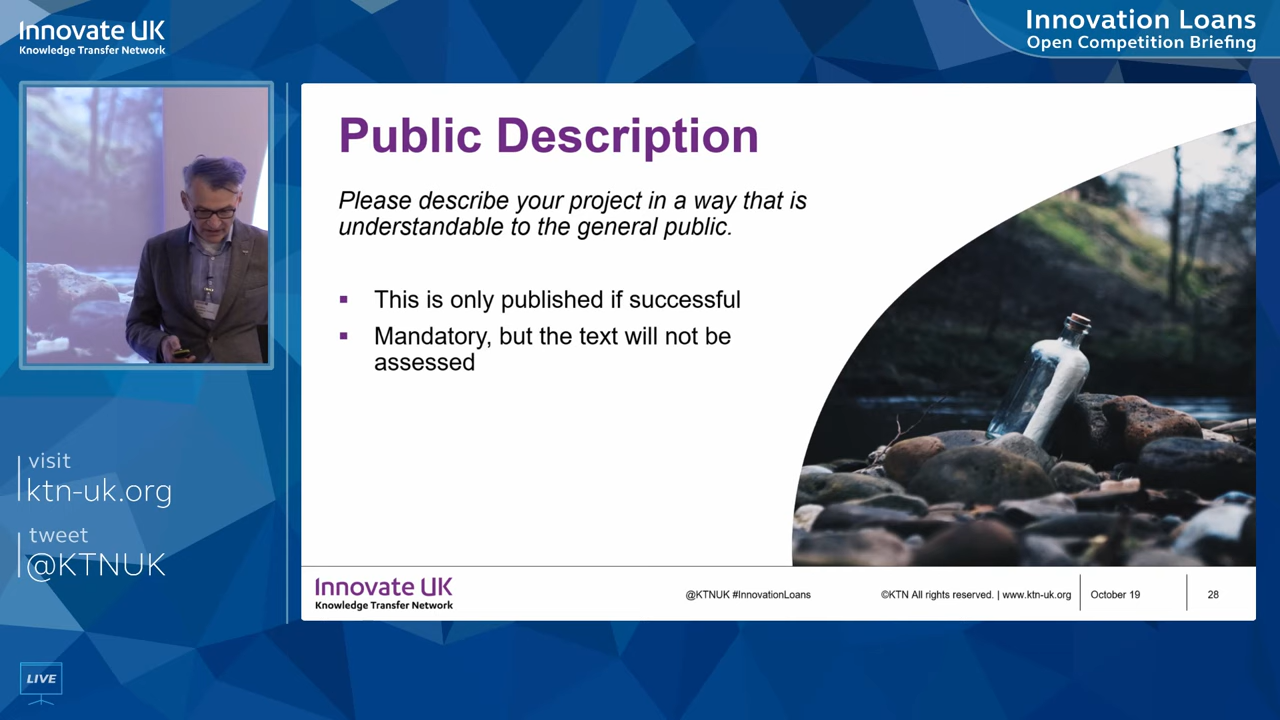 Innovate UK
Knowledge Transfer Network
Innovation Loans
Open Competition Briefing
Public Description
Please describe your project in a way that is
understandable to the general public.
▪ This is only published if successful
▪ Mandatory, but the text will not be
assessed
visit
ktn-uk.org
tweet
@KTNUK
Innovate UK
Knowledge Transfer Network
@KTNUK #InnovationLoans
©KTN All rights reserved. | www.ktn-uk.org
October 19
28
LIVE